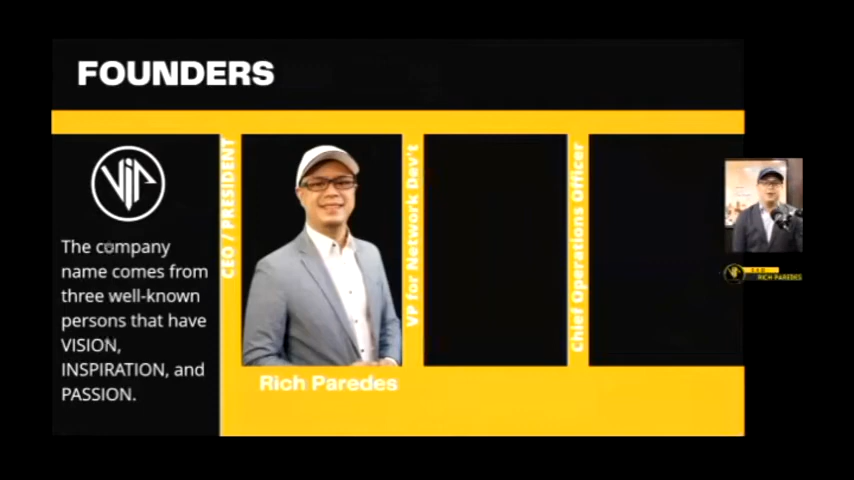 FOUNDERS
VIP
The company
name comes from
three well-known
persons that have
VISION,
INSPIRATION, and
PASSION.
CEO / PRESIDENT
Rich Paredes
VP for Network Dev't
Chief Operations Officer
RICH PAREDES